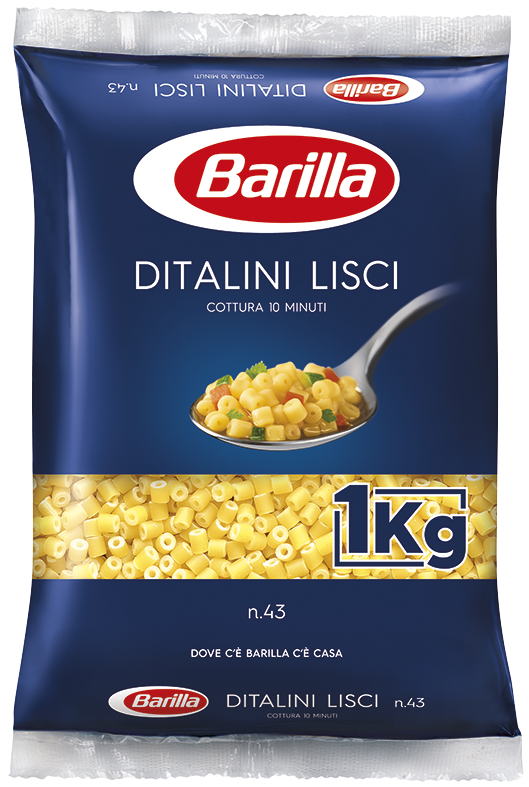 Barilla DITALINI LISCI n.43
COTTURA 10 MINUTI
Barilla
DITALINI LISCI
COTTURA 10 MINUTI
1Kg
n.43
DOVE C'È BARILLA C'È CASA
Barilla DITALINI LISCI n.43
COTTURA 10 MINUTI